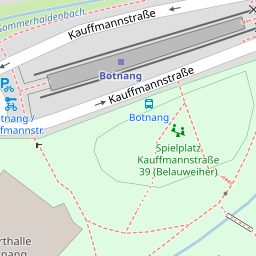 Kauffmannstraße
Sommerhaldenbach
Botnang
Kauffmannstraße
Botnang
otnang /
ffmannstr.
Spielplatz
Kauffmannstraße
39 (Belauweiher)
rthalle
tnang